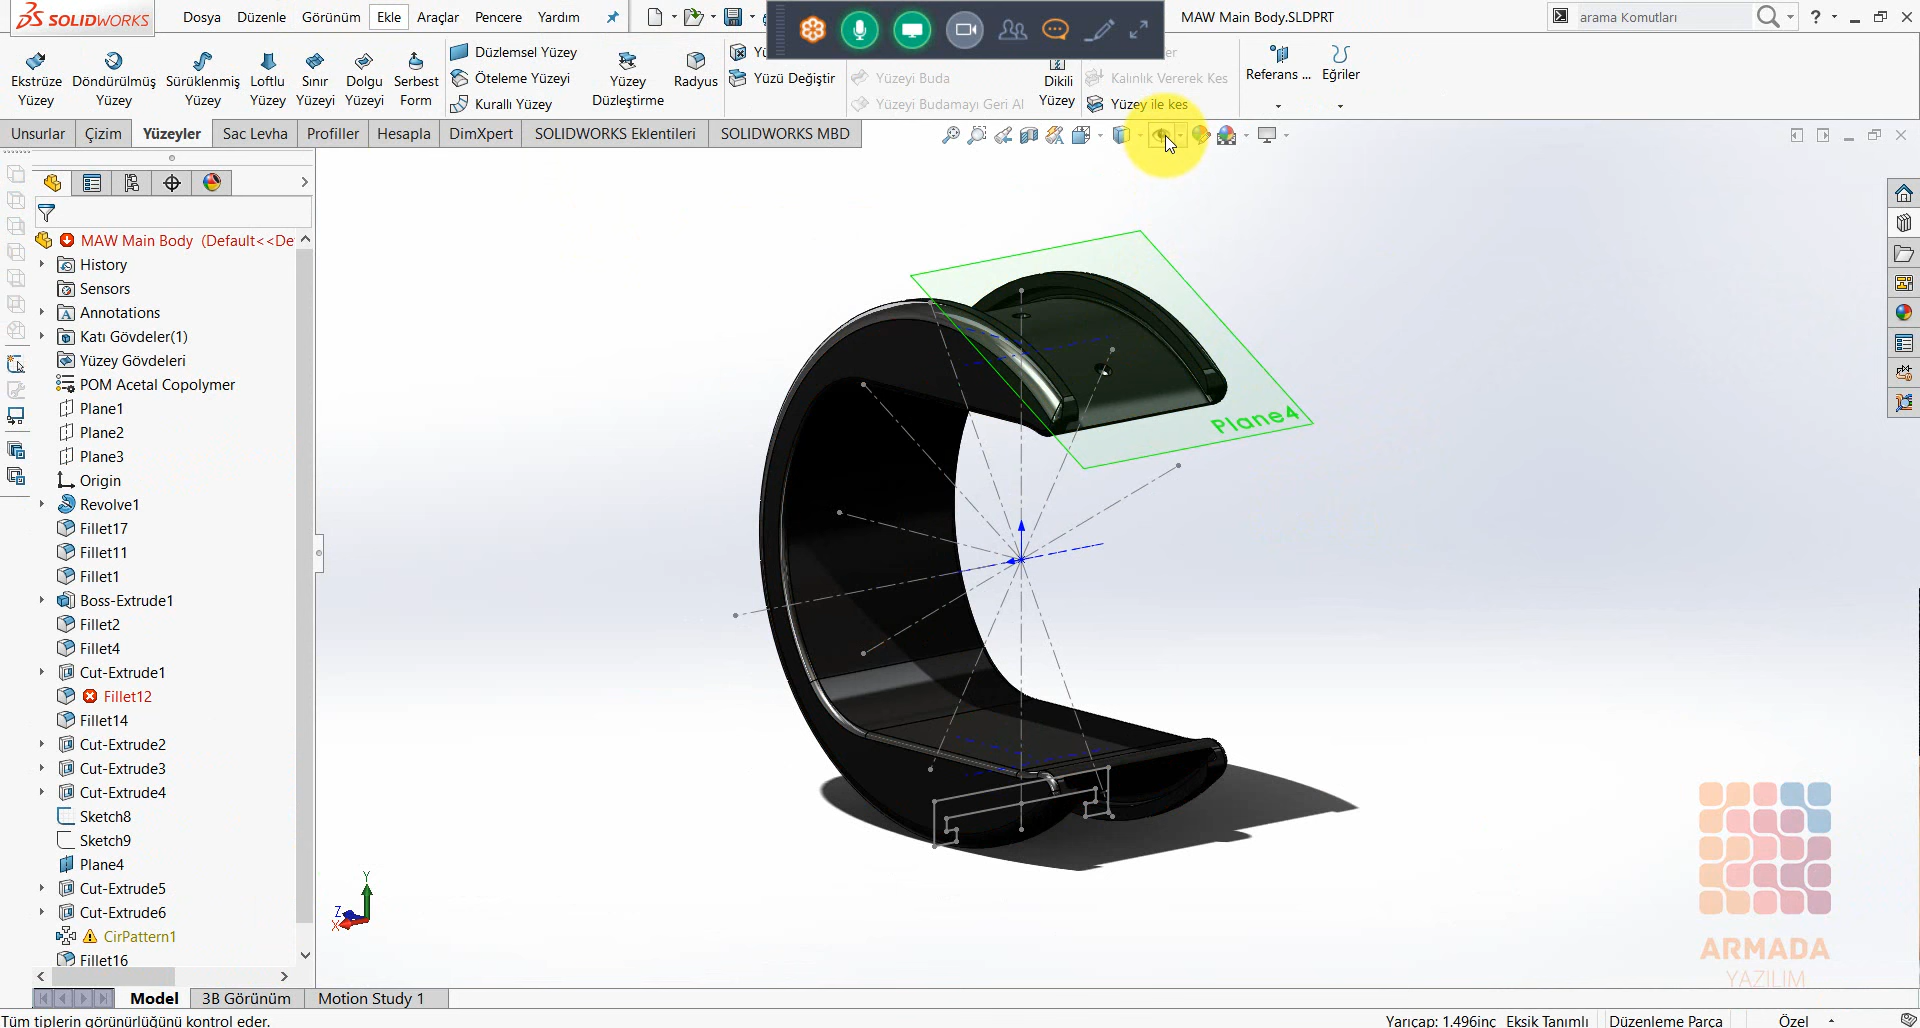 SOLIDWORKS
Dosya Düzenle Görünüm Ekle Araçlar Pencere Yardım
MAW Main Body.SLDPRT
arama Komutları
Ekstrüze Yüzey
Döndürülmüş Yüzey
Sürüklenmiş Yüzey
Loftlu Yüzey
Sınır Yüzeyi
Dolgu Yüzeyi
Serbest Form
Düzlemsel Yüzey
Öteleme Yüzeyi
Kurallı Yüzey
Yüzey Düzleştirme
Radyus
Yüzü Değiştir
Yüzeyi Buda
Yüzeyi Budamayı Geri Al
Dikili Yüzey
Kalınlık Vererek Kes
Yüzey ile kes
Referans ...
Eğriler
Unsurlar Çizim Yüzeyler Sac Levha Profiller Hesapla DimXpert SOLIDWORKS Eklentileri SOLIDWORKS MBD
MAW Main Body (Default<<De
History
Sensors
Annotations
Katı Gövdeler(1)
Yüzey Gövdeleri
POM Acetal Copolymer
Plane1
Plane2
Plane3
Origin
Revolve1
Fillet17
Fillet11
Fillet1
Boss-Extrude1
Fillet2
Fillet4
Cut-Extrude1
Fillet12
Fillet14
Cut-Extrude2
Cut-Extrude3
Cut-Extrude4
Sketch8
Sketch9
Plane4
Cut-Extrude5
Cut-Extrude6
CirPattern1
Fillet16
Plane4
Y
Z
X
ARMADA
YAZILIM
Model 3B Görünüm Motion Study 1
Tüm tiplerin görünürlüğünü kontrol eder.
Yarıçap: 1.496inç Eksik Tanımlı Düzenleme Parça Özel